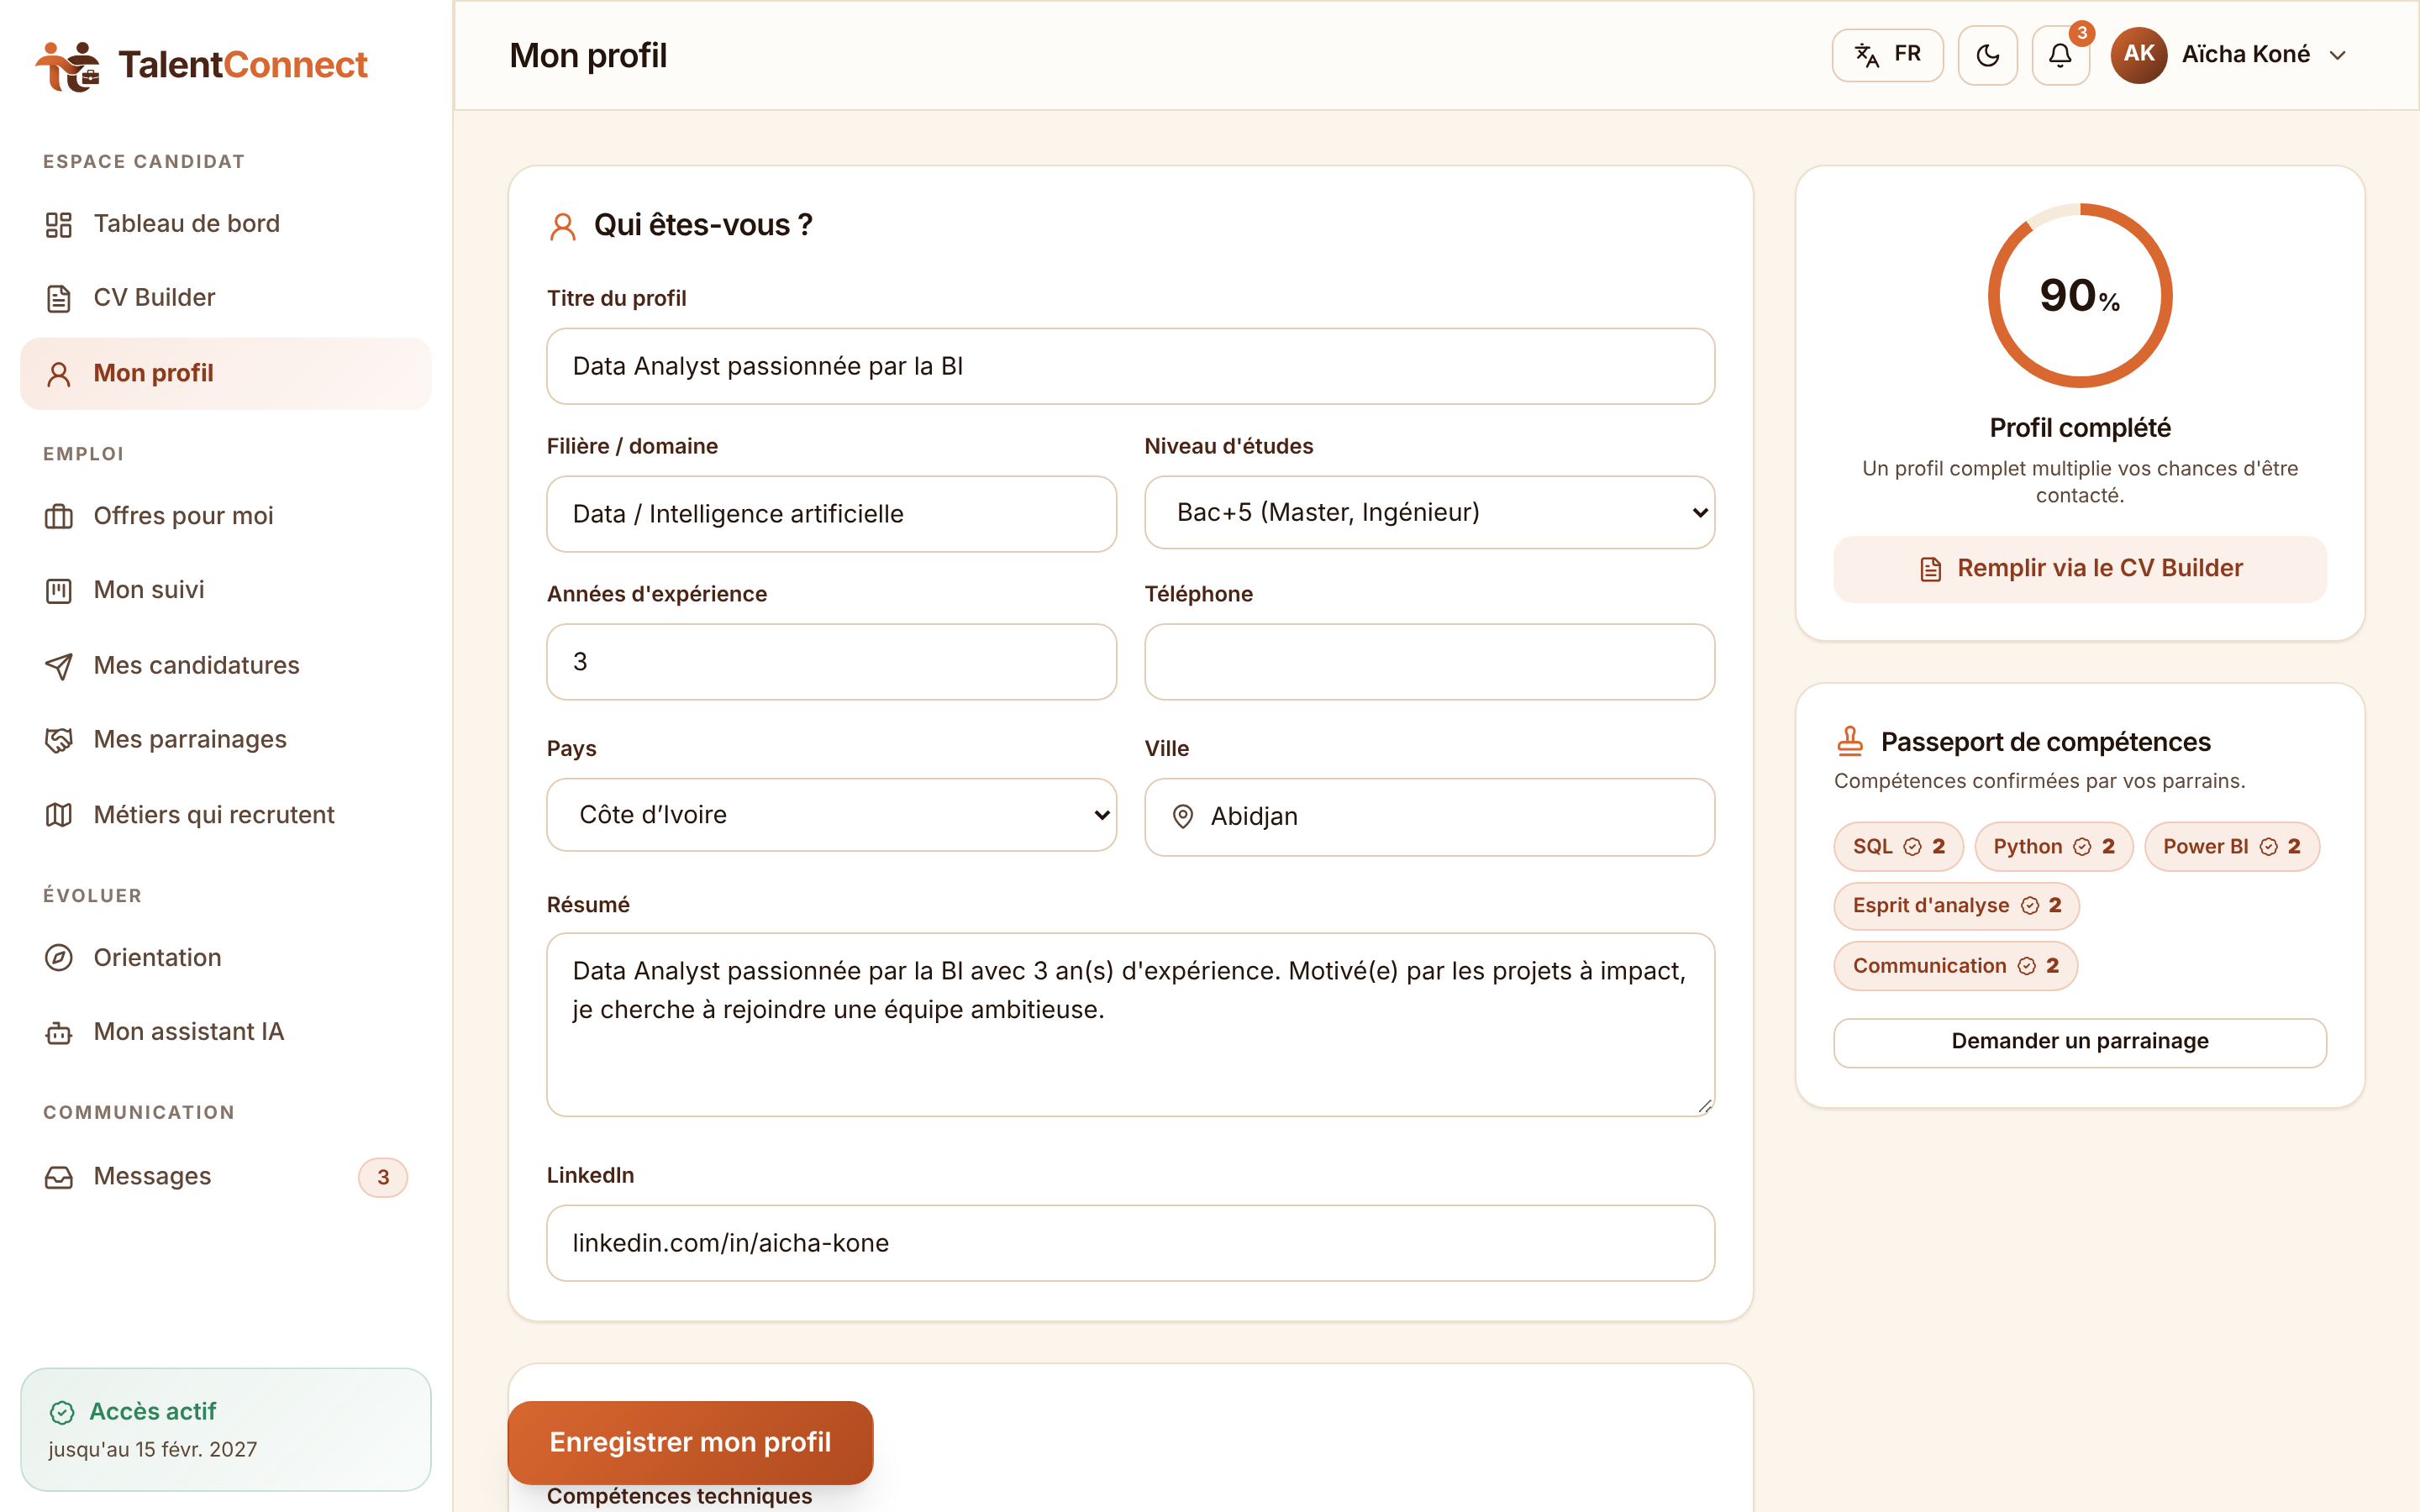 TalentConnect
ESPACE CANDIDAT
Tableau de bord
CV Builder
Mon profil
EMPLOI
Offres pour moi
Mon suivi
Mes candidatures
Mes parrainages
Métiers qui recrutent
ÉVOLUER
Orientation
Mon assistant IA
COMMUNICATION
Messages 3
Accès actif
jusqu'au 15 févr. 2027
Mon profil
FR
3
AK Aïcha Koné
Qui êtes-vous ?
Titre du profil
Data Analyst passionnée par la BI
Filière / domaine
Data / Intelligence artificielle
Niveau d'études
Bac+5 (Master, Ingénieur)
Années d'expérience
3
Téléphone
Pays
Côte d’Ivoire
Ville
Abidjan
Résumé
Data Analyst passionnée par la BI avec 3 an(s) d'expérience. Motivé(e) par les projets à impact,
je cherche à rejoindre une équipe ambitieuse.
LinkedIn
linkedin.com/in/aicha-kone
Enregistrer mon profil
Compétences techniques
90%
Profil complété
Un profil complet multiplie vos chances d'être
contacté.
Remplir via le CV Builder
Passeport de compétences
Compétences confirmées par vos parrains.
SQL 2 Python 2 Power BI 2
Esprit d'analyse 2
Communication 2
Demander un parrainage